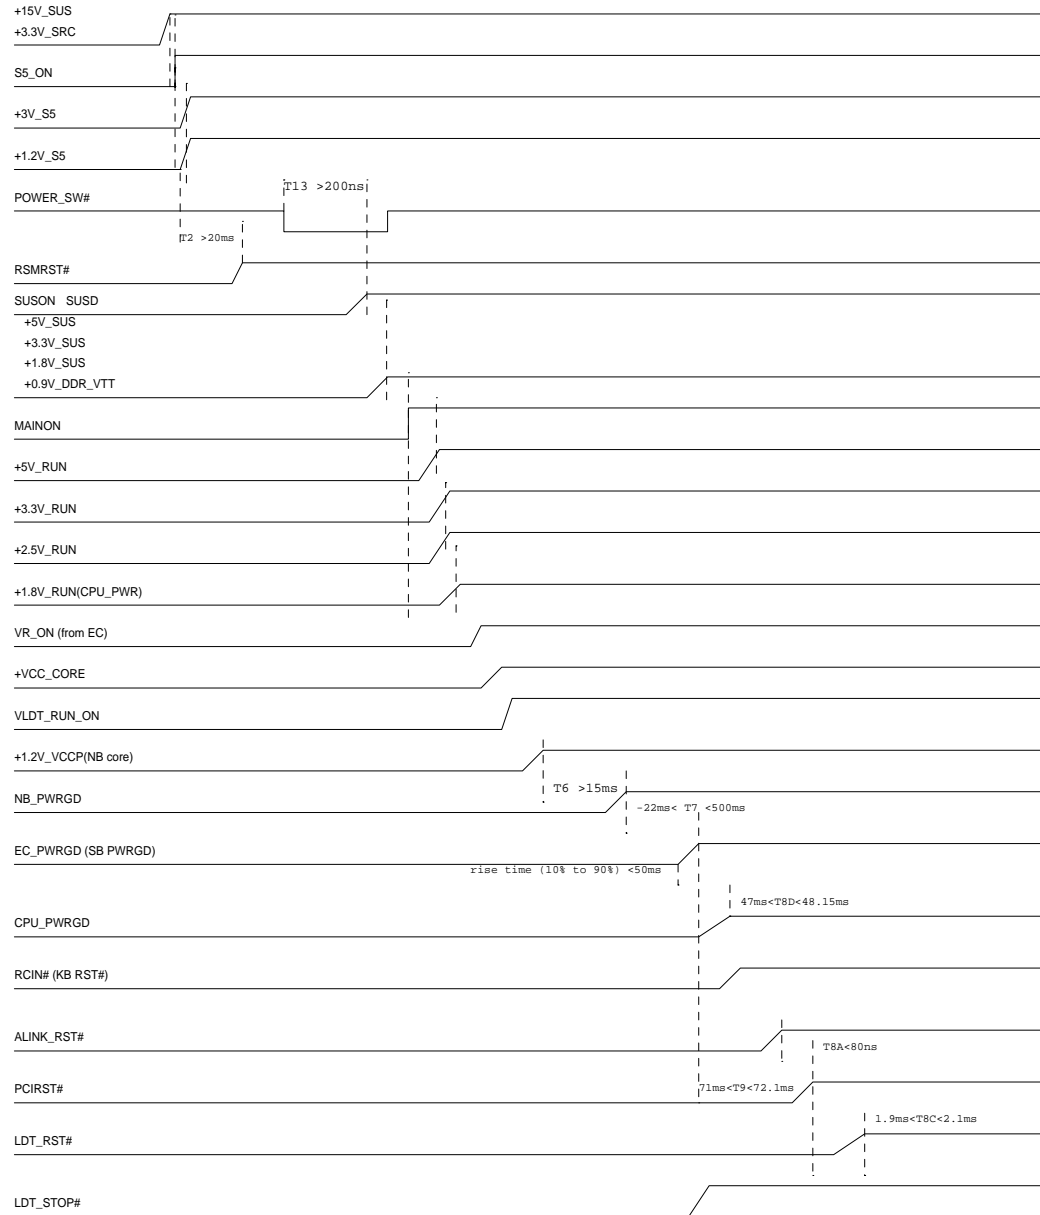 +15V_SUS
+3.3V_SRC
S5_ON
+3V_S5
+1.2V_S5
T13 >200ns
POWER_SW#
T2 >20ms
RSMRST#
SUSON SUSD
+5V_SUS
+3.3V_SUS
+1.8V_SUS
+0.9V_DDR_VTT
MAINON
+5V_RUN
+3.3V_RUN
+2.5V_RUN
+1.8V_RUN(CPU_PWR)
VR_ON (from EC)
+VCC_CORE
VLDT_RUN_ON
+1.2V_VCCP(NB core)
T6 >15ms
NB_PWRGD
-22ms< T7 <500ms
EC_PWRGD (SB PWRGD)
rise time (10% to 90%) <50ms
47ms<T8D<48.15ms
CPU_PWRGD
RCIN# (KB RST#)
ALINK_RST#
T8A<80ns
PCIRST#
71ms<T9<72.1ms
1.9ms<T8C<2.1ms
LDT_RST#
LDT_STOP#